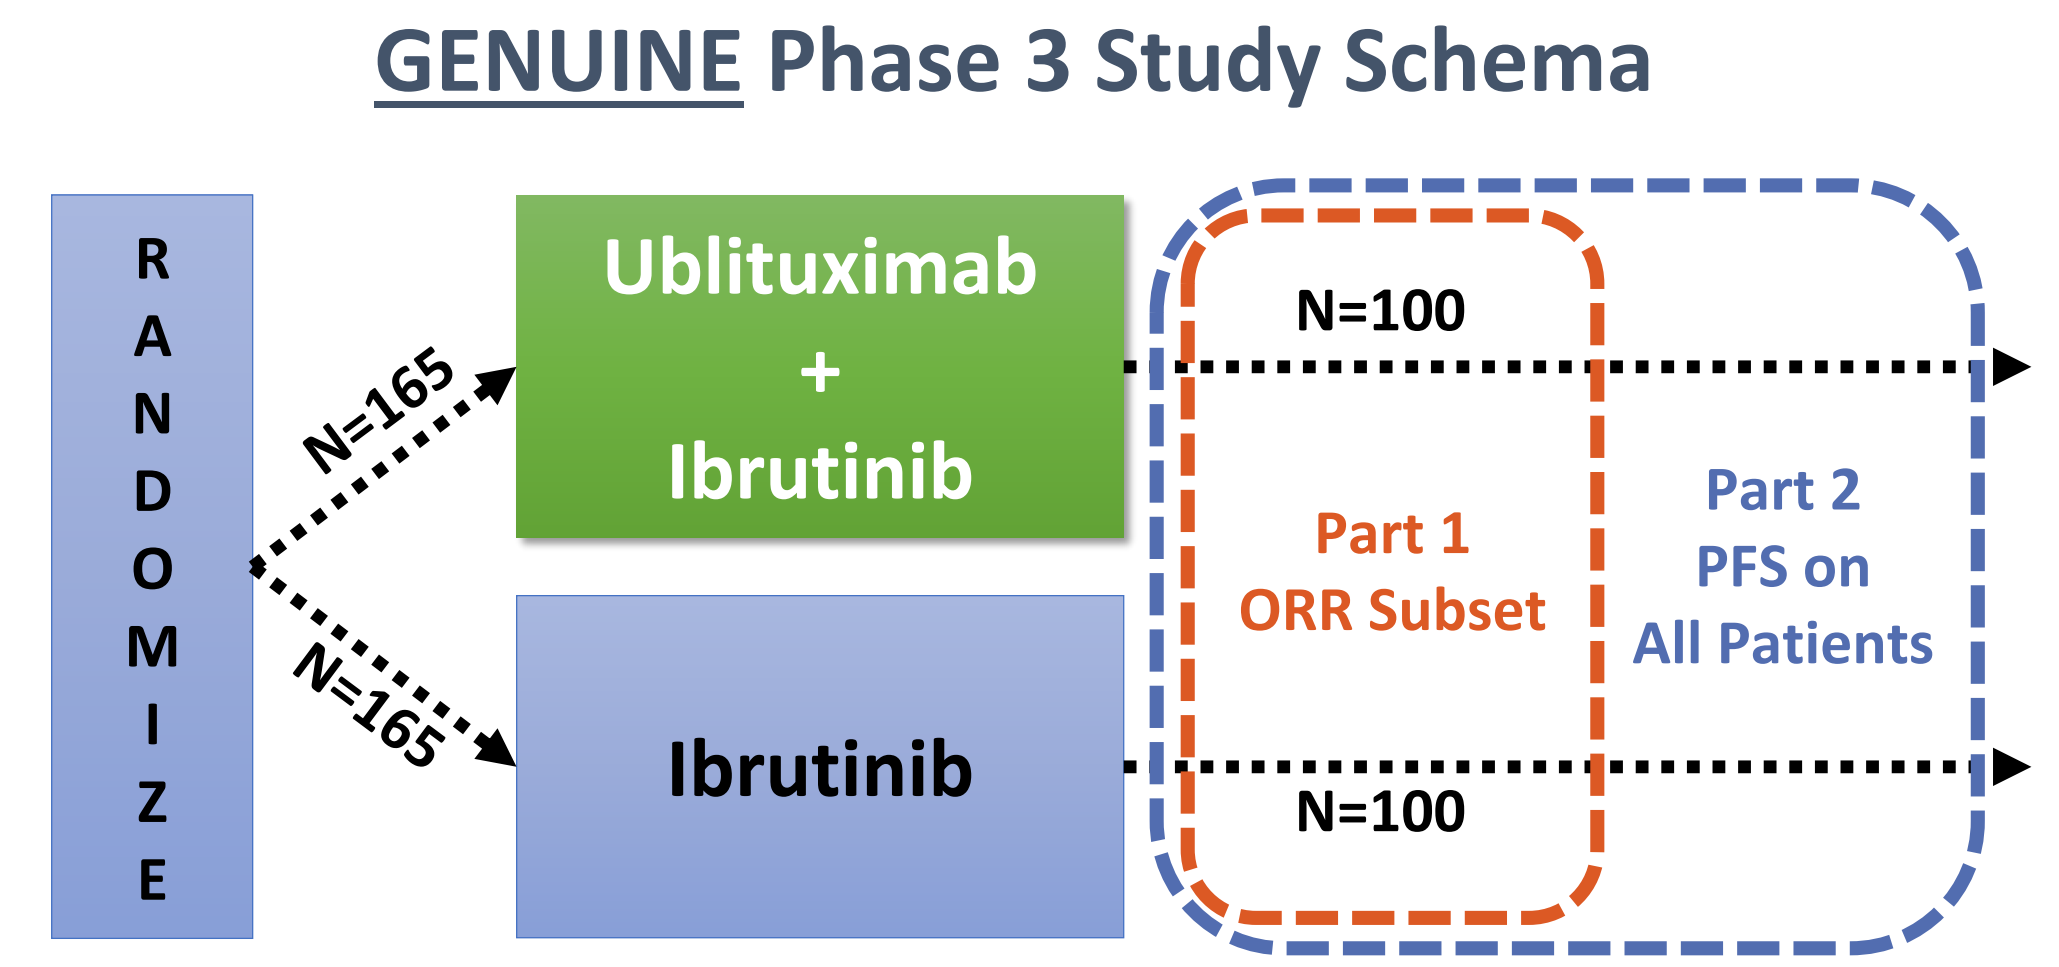 GENUINE Phase 3 Study Schema
R
A
N
D
O
M
I
Z
E
N=165
N=165
Ublituximab
+
Ibrutinib
Ibrutinib
N=100
Part 1
ORR Subset
N=100
Part 2
PFS on
All Patients